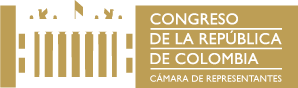 CONGRESO
DE LA REPÚBLICA
DE COLOMBIA
CÁMARA DE REPRESENTANTES